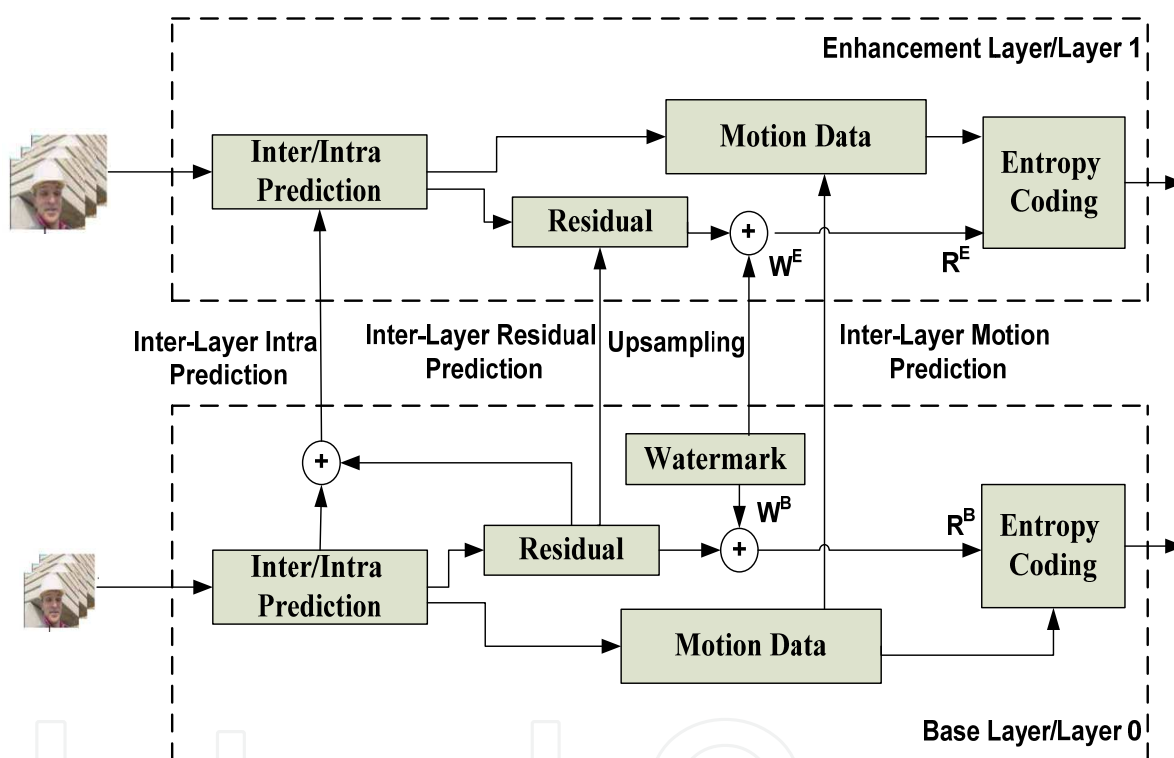 Enhancement Layer/Layer 1
Inter/Intra
Prediction
Motion Data
Entropy
Coding
Residual
+
W^E
R^E
Inter-Layer Intra
Prediction
Inter-Layer Residual
Prediction
Upsampling
Inter-Layer Motion
Prediction
+
Watermark
W^B
R^B
Inter/Intra
Prediction
Residual
+
Entropy
Coding
Motion Data
Base Layer/Layer 0